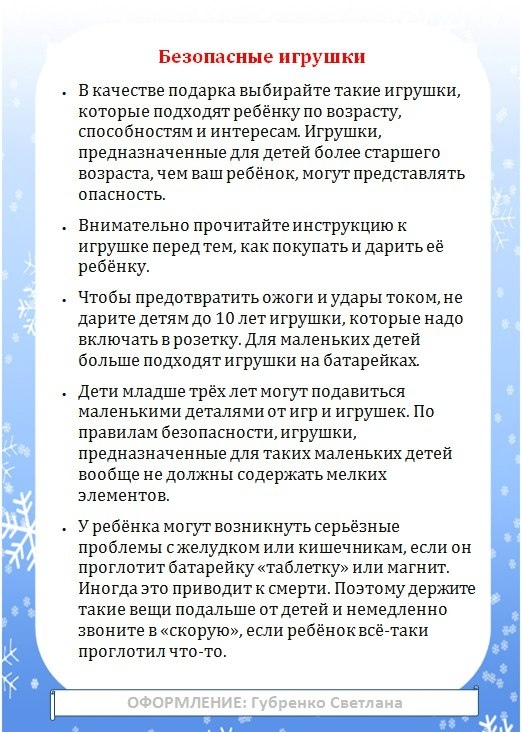 Безопасные игрушки
• В качестве подарка выбирайте такие игрушки,
которые подходят ребёнку по возрасту,
способностям и интересам. Игрушки,
предназначенные для детей более старшего
возраста, чем ваш ребёнок, могут представлять
опасность.
• Внимательно прочитайте инструкцию к
игрушке перед тем, как покупать и дарить её
ребёнку.
• Чтобы предотвратить ожоги и удары током, не
дарите детям до 10 лет игрушки, которые надо
включать в розетку. Для маленьких детей
больше подходят игрушки на батарейках.
• Дети младше трёх лет могут подавиться
маленькими деталями от игр и игрушек. По
правилам безопасности, игрушки,
предназначенные для таких маленьких детей
вообще не должны содержать мелких
элементов.
• У ребёнка могут возникнуть серьёзные
проблемы с желудком или кишечникам, если он
проглотит батарейку «таблетку» или магнит.
Иногда это приводит к смерти. Поэтому держите
такие вещи подальше от детей и немедленно
звоните в «скорую», если ребёнок всё-таки
проглотил что-то.
ОФОРМЛЕНИЕ: Губренко Светлана